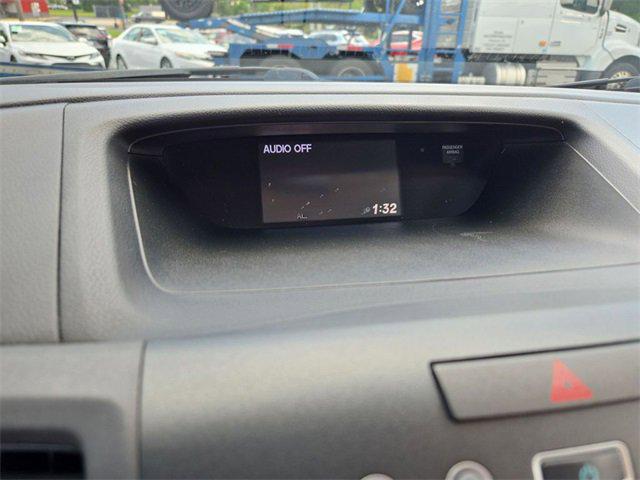 AUDIO OFF
PASSENGER
AIRBAG
1:32